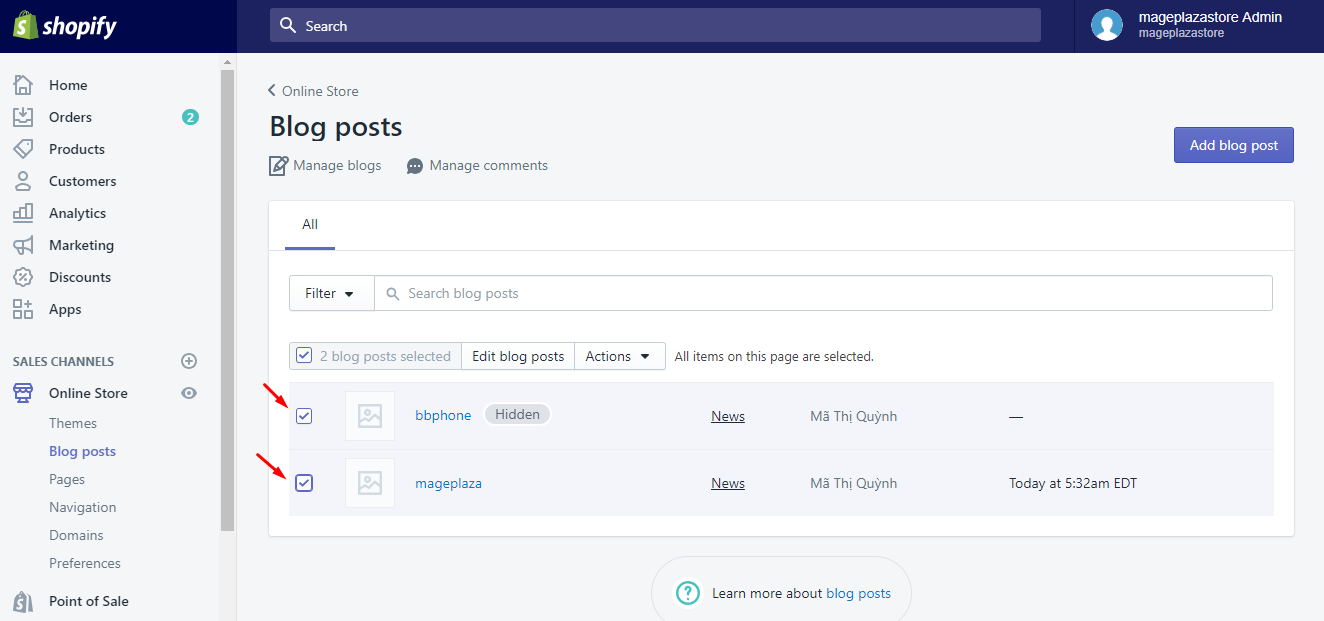 shopify
Search
mageplazastore Admin
mageplazastore
Home
Orders 2
Products
Customers
Analytics
Marketing
Discounts
Apps
SALES CHANNELS
Online Store
Themes
Blog posts
Pages
Navigation
Domains
Preferences
Point of Sale
Online Store
Blog posts
Manage blogs Manage comments
Add blog post
All
Filter Search blog posts
2 blog posts selected Edit blog posts Actions All items on this page are selected.
bbphone Hidden News Mã Thị Quỳnh —
mageplaza News Mã Thị Quỳnh Today at 5:32am EDT
? Learn more about blog posts